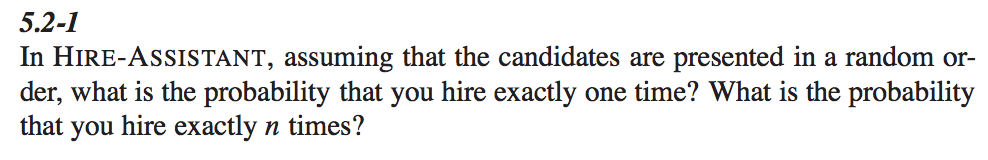 5.2-1
In HIRE-ASSISTANT, assuming that the candidates are presented in a random or-
der, what is the probability that you hire exactly one time? What is the probability
that you hire exactly n times?